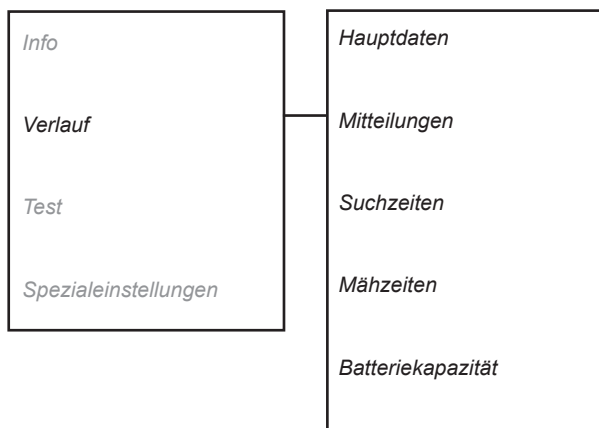 Info
Verlauf
Test
Spezialeinstellungen
Hauptdaten
Mitteilungen
Suchzeiten
Mähzeiten
Batteriekapazität